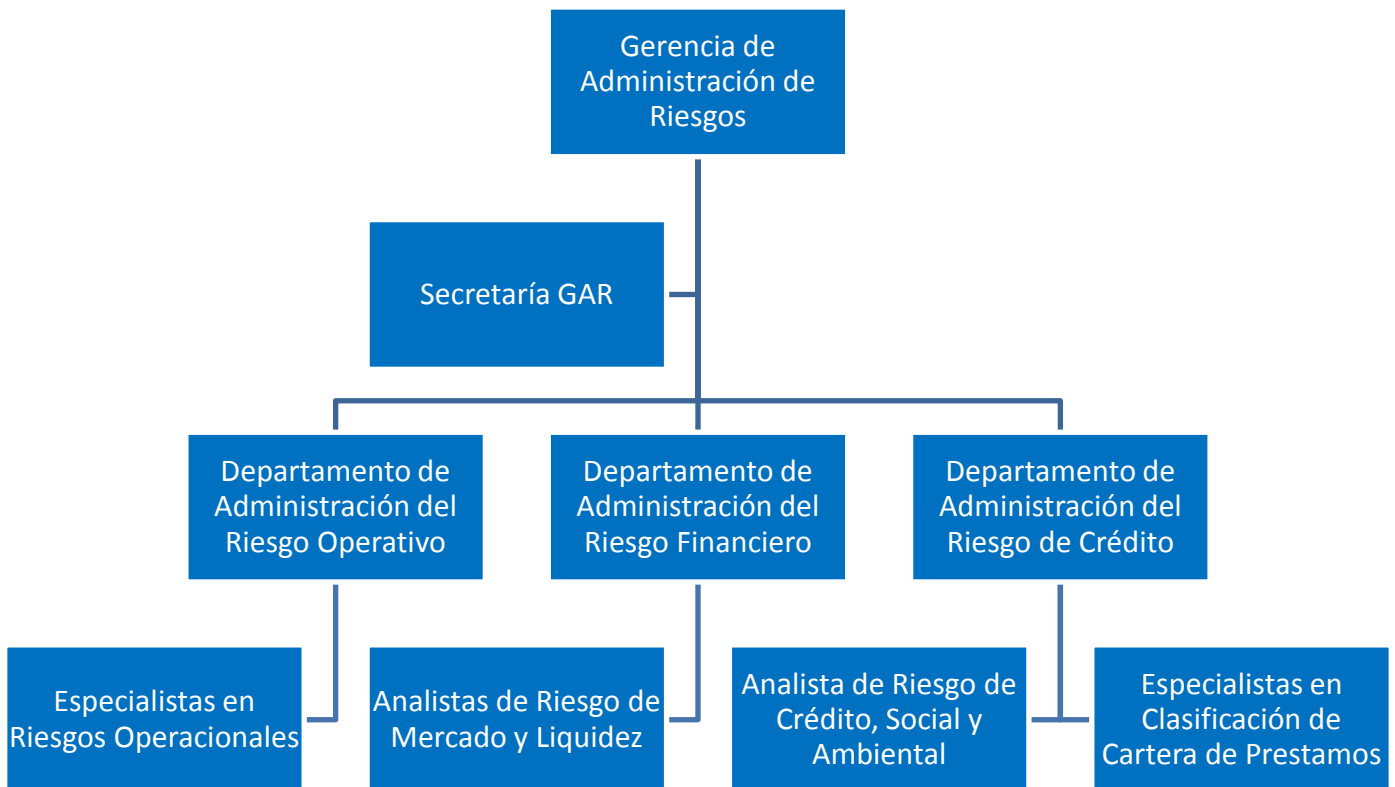 Gerencia de
Administración de
Riesgos
Secretaría GAR
Departamento de
Administración del
Riesgo Operativo
Departamento de
Administración del
Riesgo Financiero
Departamento de
Administración del
Riesgo de Crédito
Especialistas en
Riesgos Operacionales
Analistas de Riesgo de
Mercado y Liquidez
Analista de Riesgo de
Crédito, Social y
Ambiental
Especialistas en
Clasificación de
Cartera de Prestamos